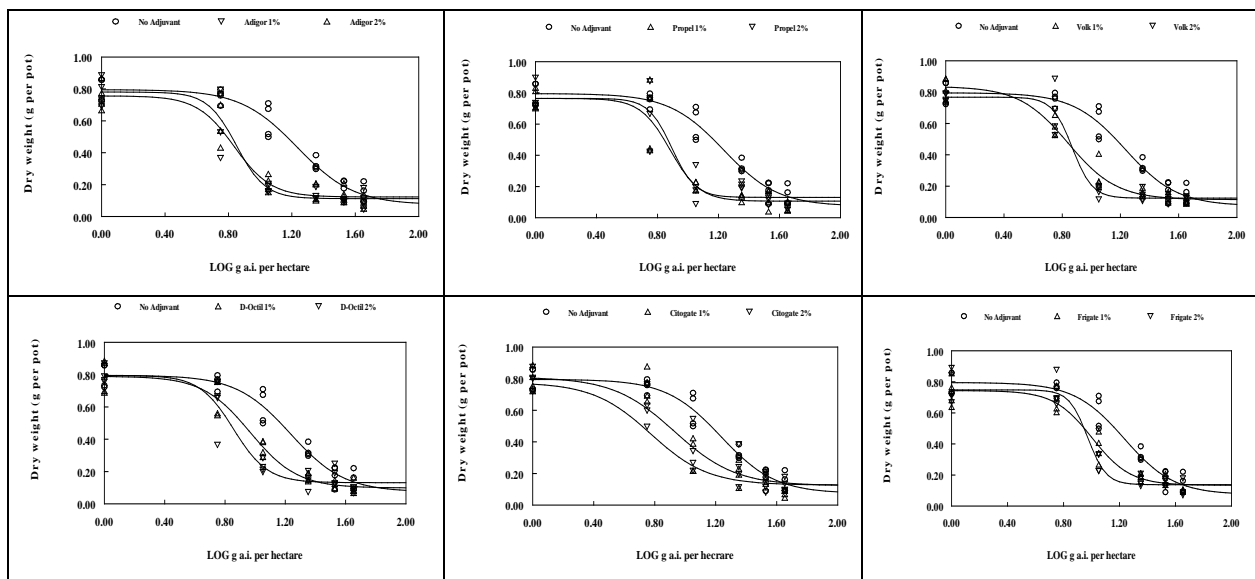 No Adjuvant Adigor 1% Adigor 2%
Dry weight (g per pot)
1.00
0.80
0.60
0.40
0.20
0.00
0.00 0.40 0.80 1.20 1.60 2.00
LOG g a.i. per hectare
No Adjuvant Propel 1% Propel 2%
Dry weight (g per pot)
1.00
0.80
0.60
0.40
0.20
0.00
0.00 0.40 0.80 1.20 1.60 2.00
LOG g a.i. per hectare
No Adjuvant Volk 1% Volk 2%
Dry weight (g per pot)
1.00
0.80
0.60
0.40
0.20
0.00
0.00 0.40 0.80 1.20 1.60 2.00
LOG g a.i. per hectare
No Adjuvant D-Octil 1% D-Octil 2%
Dry weight (g per pot)
1.00
0.80
0.60
0.40
0.20
0.00
0.00 0.40 0.80 1.20 1.60 2.00
LOG g a.i. per hectare
No Adjuvant Citogate 1% Citogate 2%
Dry weight (g per pot)
1.00
0.80
0.60
0.40
0.20
0.00
0.00 0.40 0.80 1.20 1.60 2.00
LOG g a.i. per hecrare
No Adjuvant Frigate 1% Frigate 2%
Dry weight (g per pot)
1.00
0.80
0.60
0.40
0.20
0.00
0.00 0.40 0.80 1.20 1.60 2.00
LOG g a.i. per hectare